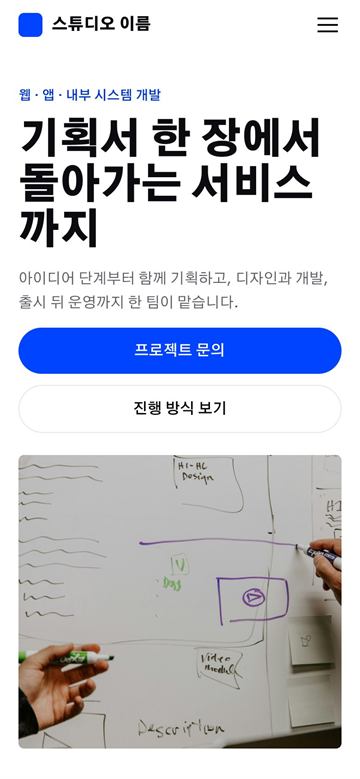 스튜디오 이름
웹 · 앱 · 내부 시스템 개발
기획서 한 장에서
돌아가는 서비스
까지
아이디어 단계부터 함께 기획하고, 디자인과 개발,
출시 뒤 운영까지 한 팀이 맡습니다.
프로젝트 문의
진행 방식 보기
Design
Video
Description